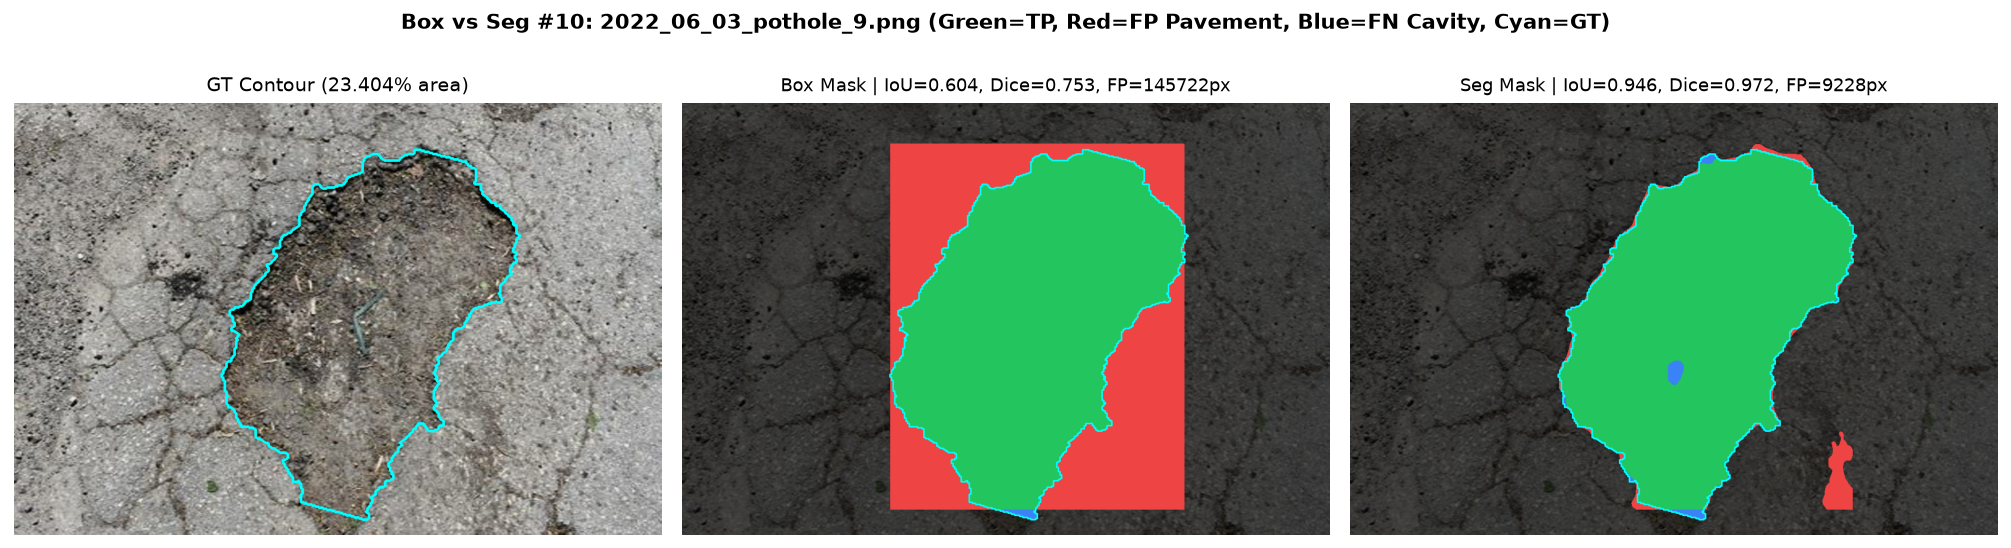 Box vs Seg #10: 2022_06_03_pothole_9.png (Green=TP, Red=FP Pavement, Blue=FN Cavity, Cyan=GT)
GT Contour (23.404% area)
Box Mask | IoU=0.604, Dice=0.753, FP=145722px
Seg Mask | IoU=0.946, Dice=0.972, FP=9228px